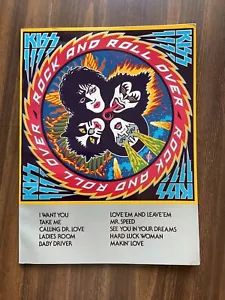 KISS
KISS
ROCK AND ROLL OVER - ROCK AND ROLL OVER -
KISS
KISS
I WANT YOU
TAKE ME
CALLING DR. LOVE
LADIES ROOM
BABY DRIVER
LOVE 'EM AND LEAVE 'EM
MR. SPEED
SEE YOU IN YOUR DREAMS
HARD LUCK WOMAN
MAKIN' LOVE